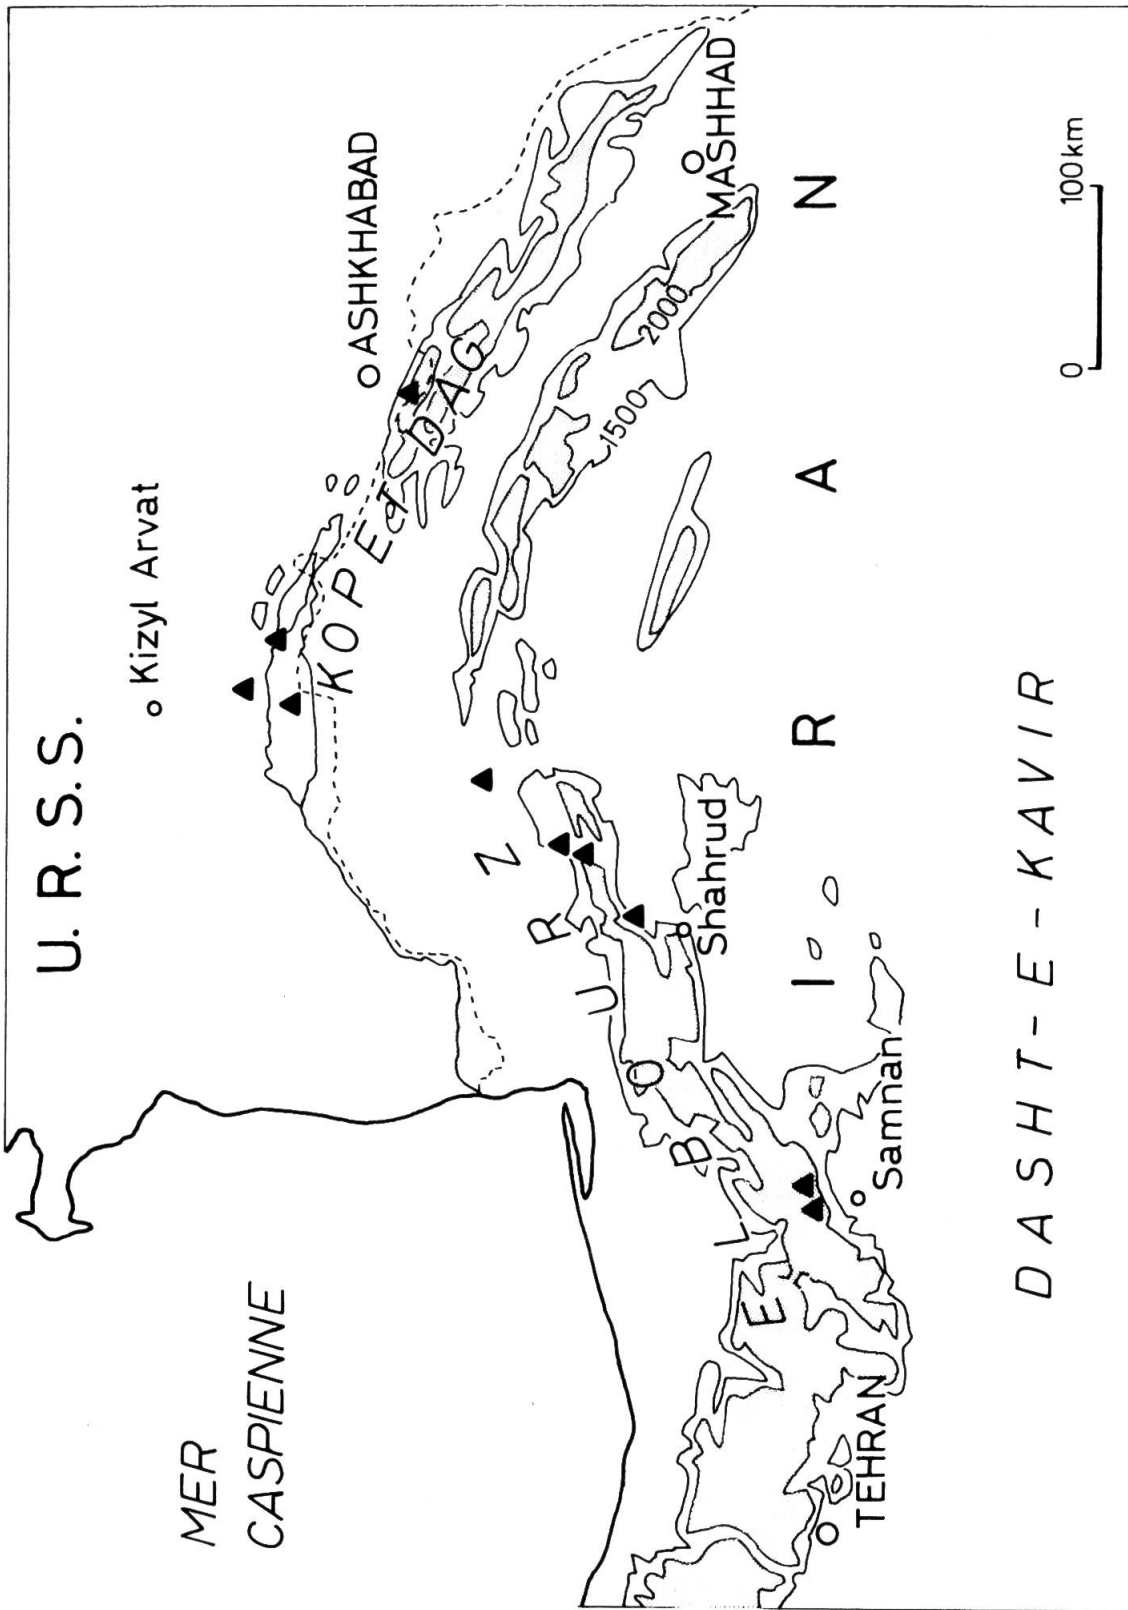 U. R. S. S.
MER
CASPIENNE
Kizyl Arvat
ASHKHABAD
KOPET DAG
ELBOURZ
2000
1500
MASHHAD
Shahrud
Samnan
TEHRAN
IRAN
DASHT-E-KAVIR
0 100 km